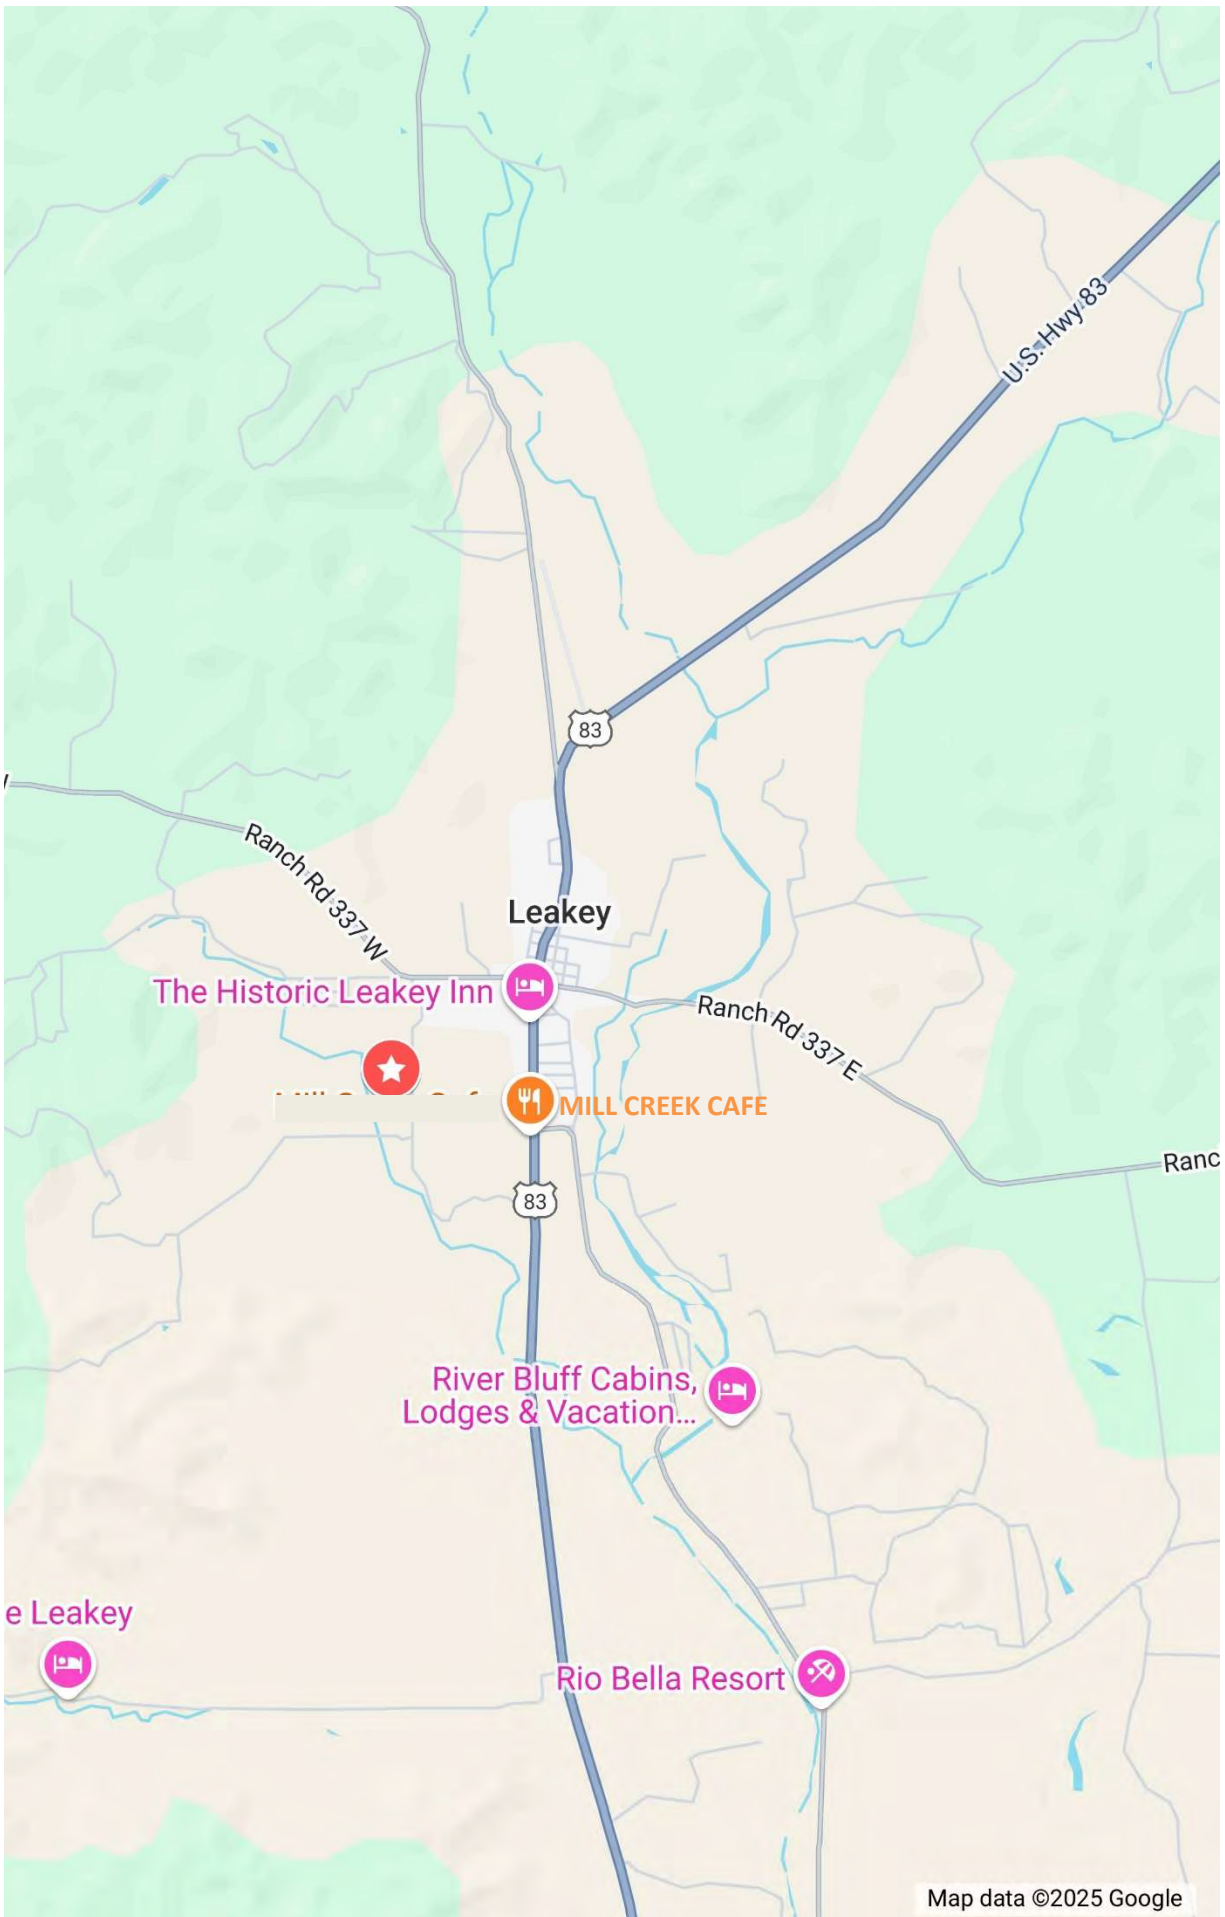 U.S. Hwy 83
83
Ranch Rd 337 W
Leakey
The Historic Leakey Inn
Ranch Rd 337 E
MILL CREEK CAFE
Ranc
83
River Bluff Cabins,
Lodges & Vacation...
e Leakey
Rio Bella Resort
Map data ©2025 Google